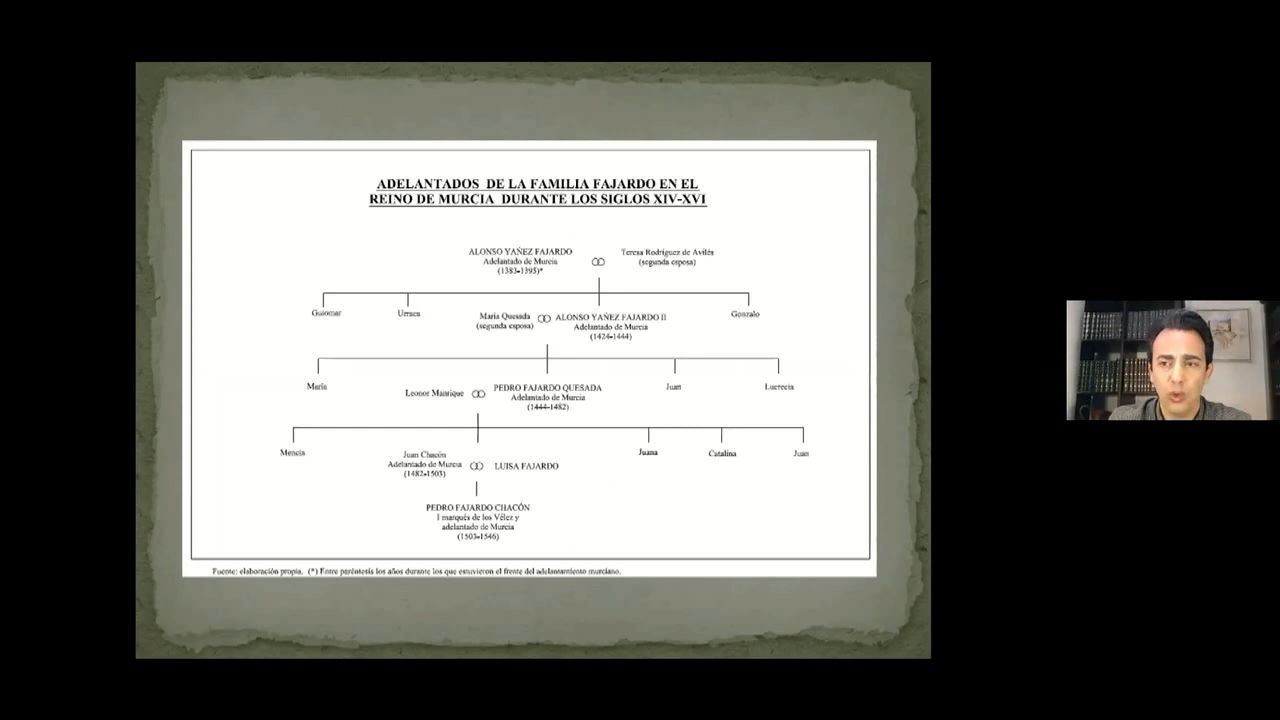 ADELANTADOS DE LA FAMILIA FAJARDO EN EL
REINO DE MURCIA DURANTE LOS SIGLOS XIV-XVI
ALONSO YAÑEZ FAJARDO
Adelantado de Murcia
(1383-1395)*
Teresa Rodríguez de Avilés
(segunda esposa)
Guiomar
Urraca
María Quesada
(segunda esposa)
ALONSO YAÑEZ FAJARDO II
Adelantado de Murcia
(1424-1444)
Gonzalo
María
Leonor Manrique
PEDRO FAJARDO QUESADA
Adelantado de Murcia
(1444-1482)
Juan
Lucrecia
Mencía
Juan Chacón
Adelantado de Murcia
(1482-1503)
LUISA FAJARDO
Juana
Catalina
Juan
PEDRO FAJARDO CHACÓN
I marqués de los Vélez y
adelantado de Murcia
(1503-1546)
Fuente: elaboración propia. (*) Entre paréntesis los años durante los que estuvieron el frente del adelantamiento murciano.